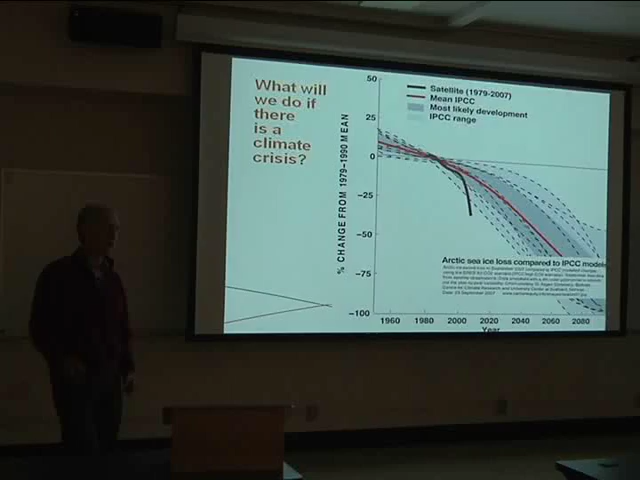 What will
we do if
there
is a
climate
crisis?
% CHANGE FROM 1979–1990 MEAN
50
0
−25
−50
−75
−100
Satellite (1979-2007)
Mean IPCC
Most likely development
IPCC range
Arctic sea ice loss compared to IPCC models
1960 1980 2000 2020 2040 2060 2080
Year